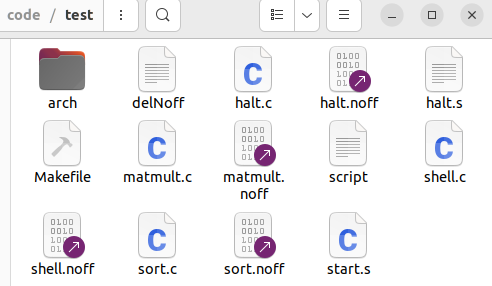 code / test
arch
delNoff
halt.c
halt.noff
halt.s
Makefile
matmult.c
matmult.
noff
script
shell.c
shell.noff
sort.c
sort.noff
start.s